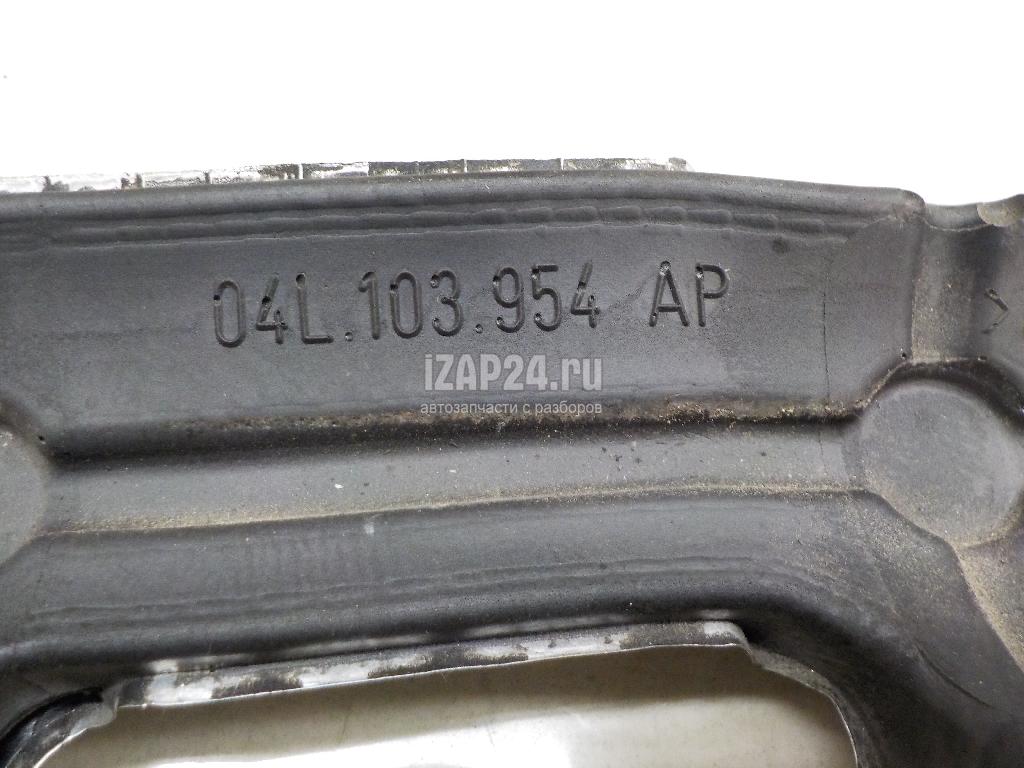 04L.103.954 AP
iZAP24.ru
автозапчасти с разборов